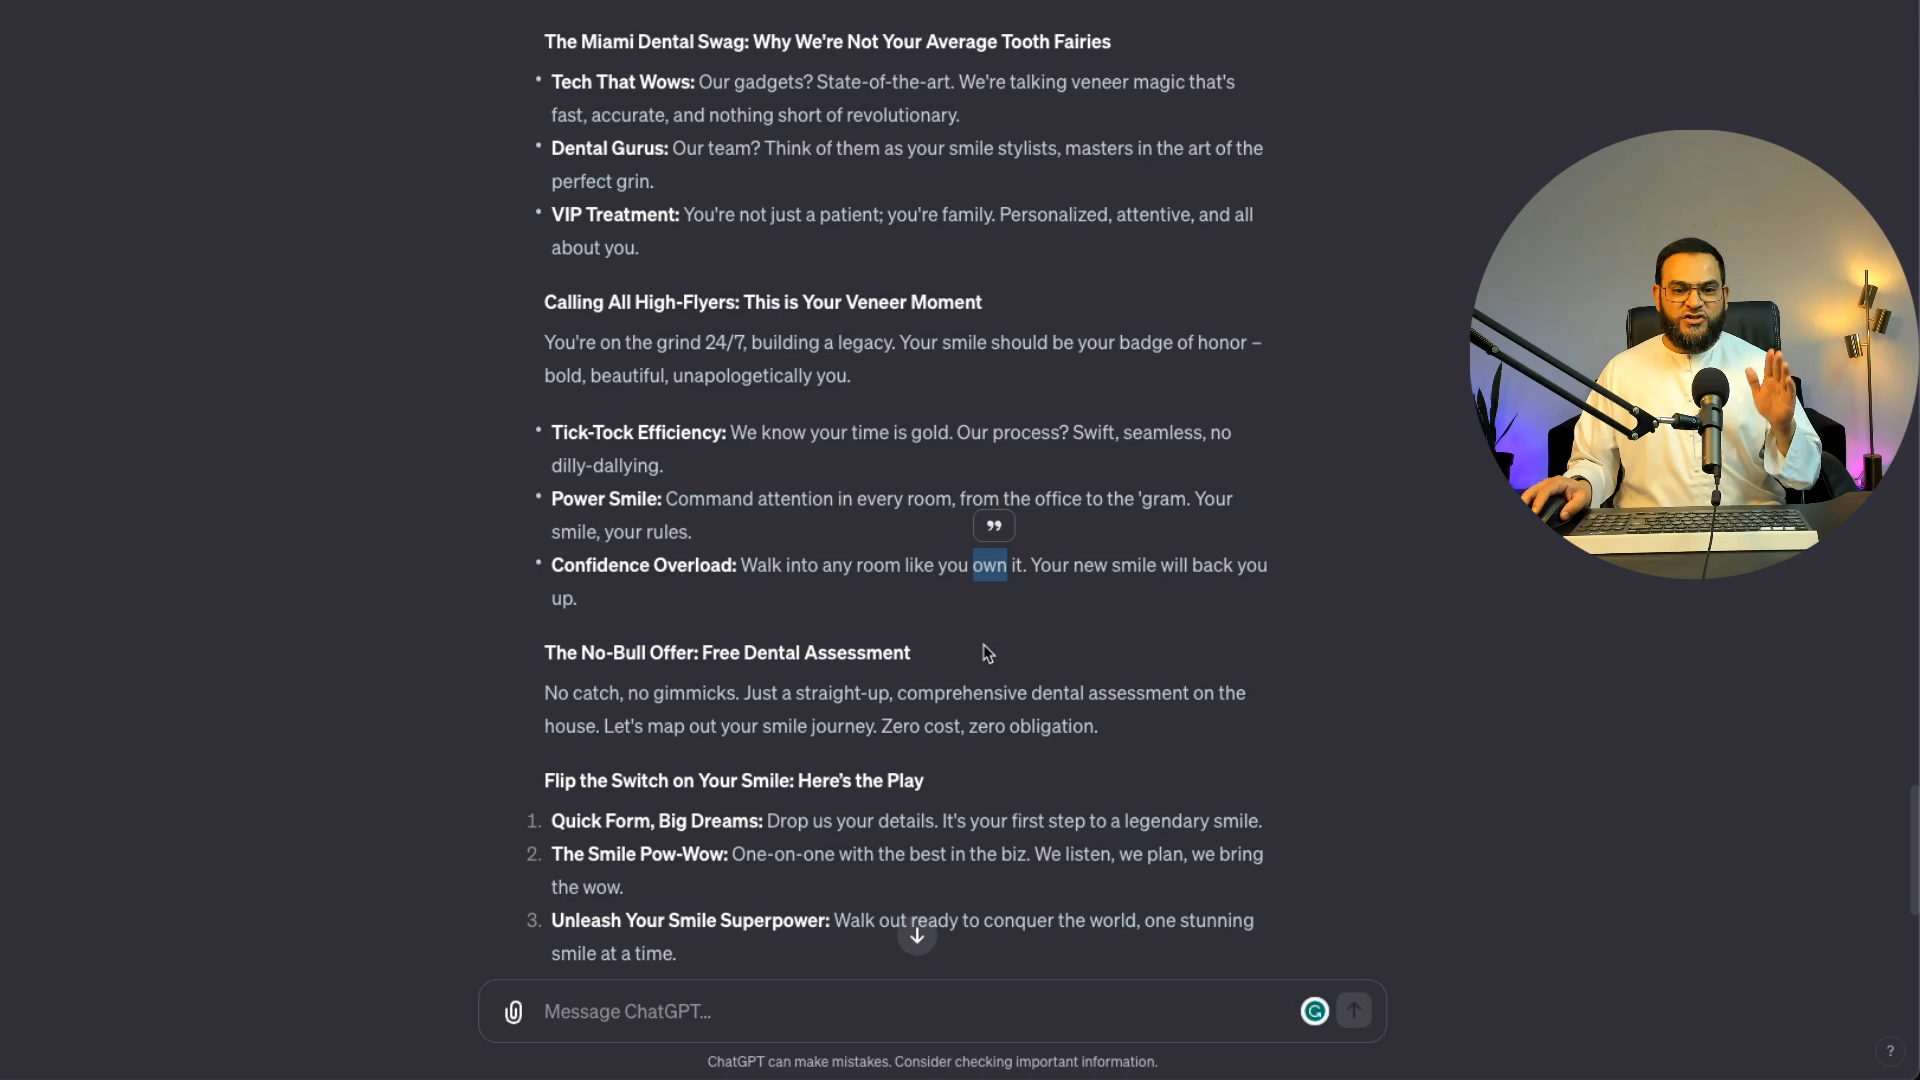 The Miami Dental Swag: Why We're Not Your Average Tooth Fairies
• Tech That Wows: Our gadgets? State-of-the-art. We're talking veneer magic that's
fast, accurate, and nothing short of revolutionary.
• Dental Gurus: Our team? Think of them as your smile stylists, masters in the art of the
perfect grin.
• VIP Treatment: You're not just a patient; you're family. Personalized, attentive, and all
about you.
Calling All High-Flyers: This is Your Veneer Moment
You're on the grind 24/7, building a legacy. Your smile should be your badge of honor –
bold, beautiful, unapologetically you.
• Tick-Tock Efficiency: We know your time is gold. Our process? Swift, seamless, no
dilly-dallying.
• Power Smile: Command attention in every room, from the office to the 'gram. Your
smile, your rules.
• Confidence Overload: Walk into any room like you own it. Your new smile will back you
up.
The No-Bull Offer: Free Dental Assessment
No catch, no gimmicks. Just a straight-up, comprehensive dental assessment on the
house. Let's map out your smile journey. Zero cost, zero obligation.
Flip the Switch on Your Smile: Here’s the Play
1. Quick Form, Big Dreams: Drop us your details. It's your first step to a legendary smile.
2. The Smile Pow-Wow: One-on-one with the best in the biz. We listen, we plan, we bring
the wow.
3. Unleash Your Smile Superpower: Walk out ready to conquer the world, one stunning
smile at a time.
Message ChatGPT...
ChatGPT can make mistakes. Consider checking important information.
?